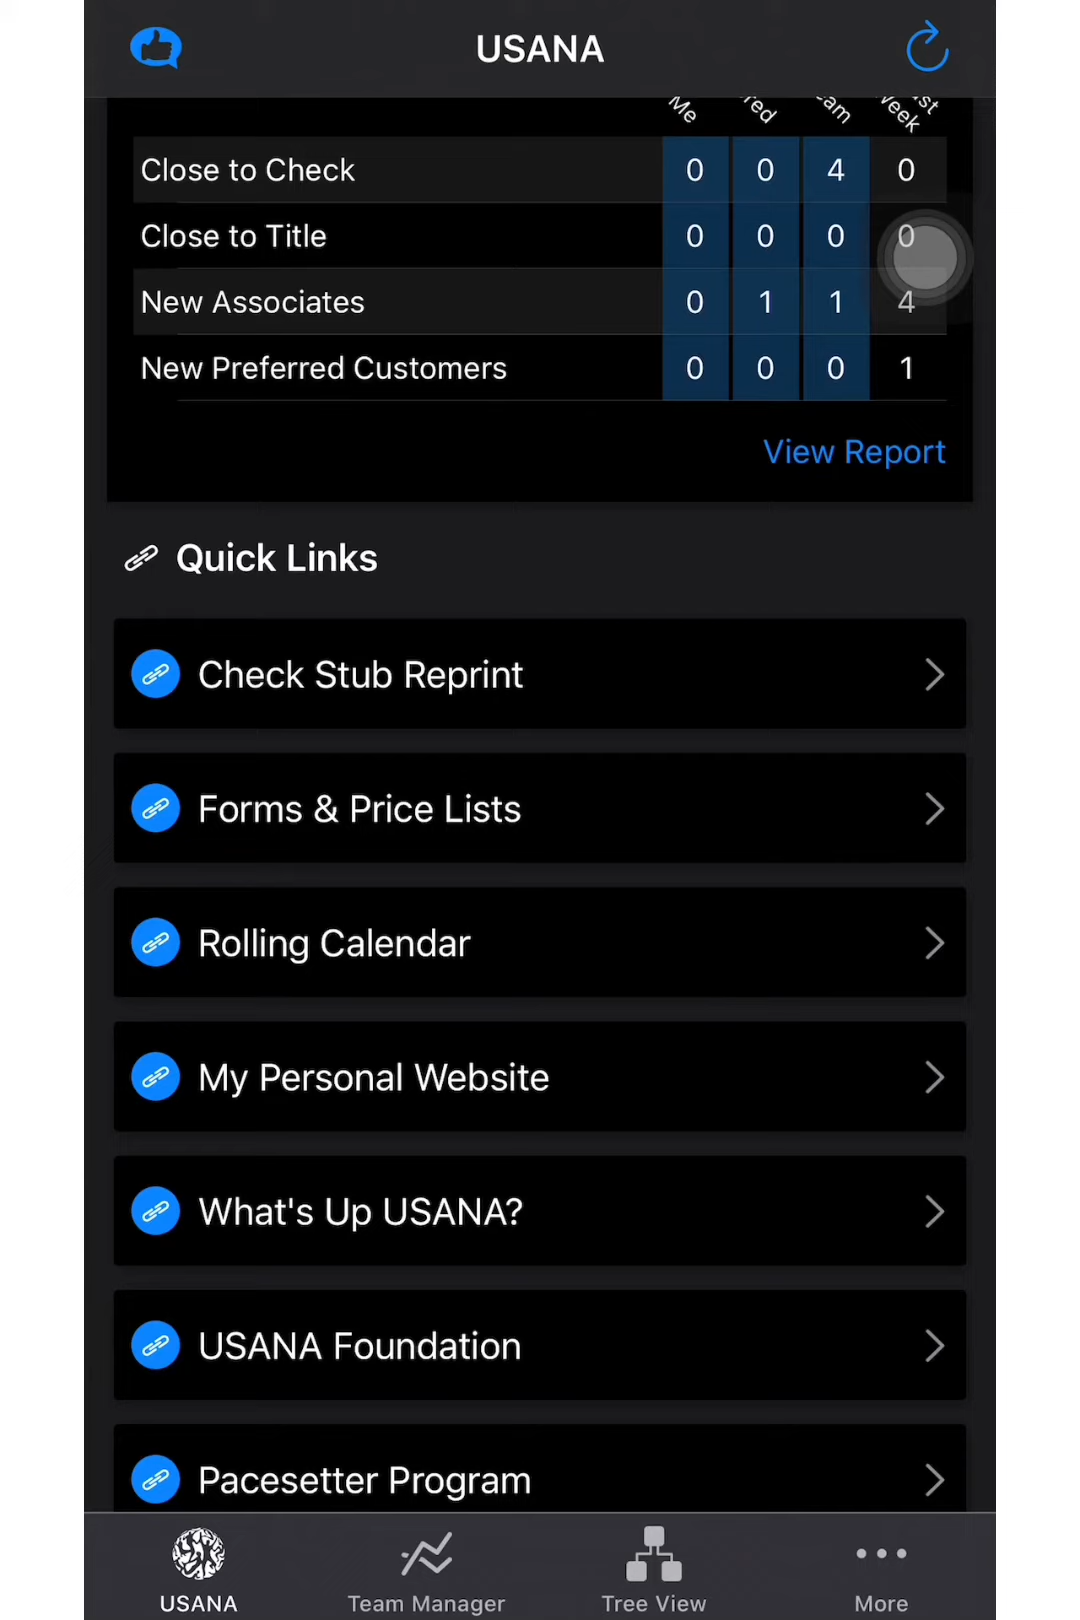 USANA
Me
Close to Check 0 0 4 0
Close to Title 0 0 0 0
New Associates 0 1 1 4
New Preferred Customers 0 0 0 1
View Report
Quick Links
Check Stub Reprint
Forms & Price Lists
Rolling Calendar
My Personal Website
What's Up USANA?
USANA Foundation
Pacesetter Program
USANA Team Manager Tree View More